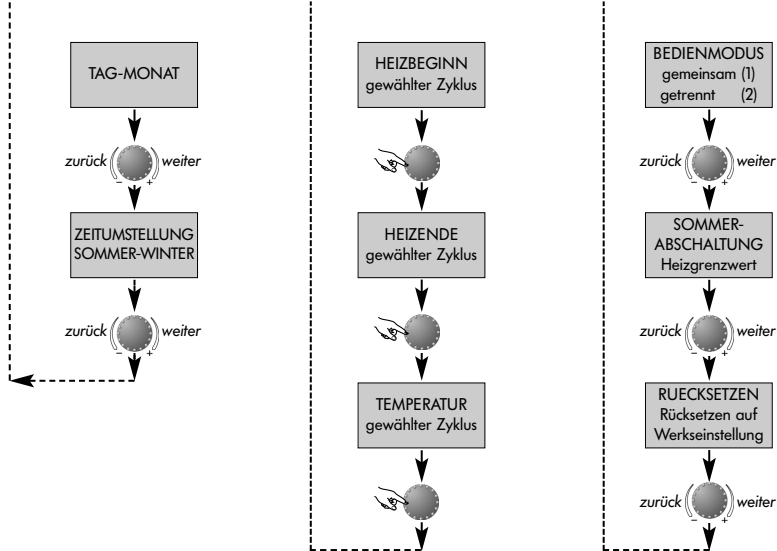 TAG-MONAT
zurück weiter
– +
ZEITUMSTELLUNG
SOMMER-WINTER
zurück weiter
– +
HEIZBEGINN
gewählter Zyklus
HEIZENDE
gewählter Zyklus
TEMPERATUR
gewählter Zyklus
BEDIENMODUS
gemeinsam (1)
getrennt (2)
zurück weiter
– +
SOMMER-
ABSCHALTUNG
Heizgrenzwert
zurück weiter
– +
RUECKSETZEN
Rücksetzen auf
Werkseinstellung
zurück weiter
– +